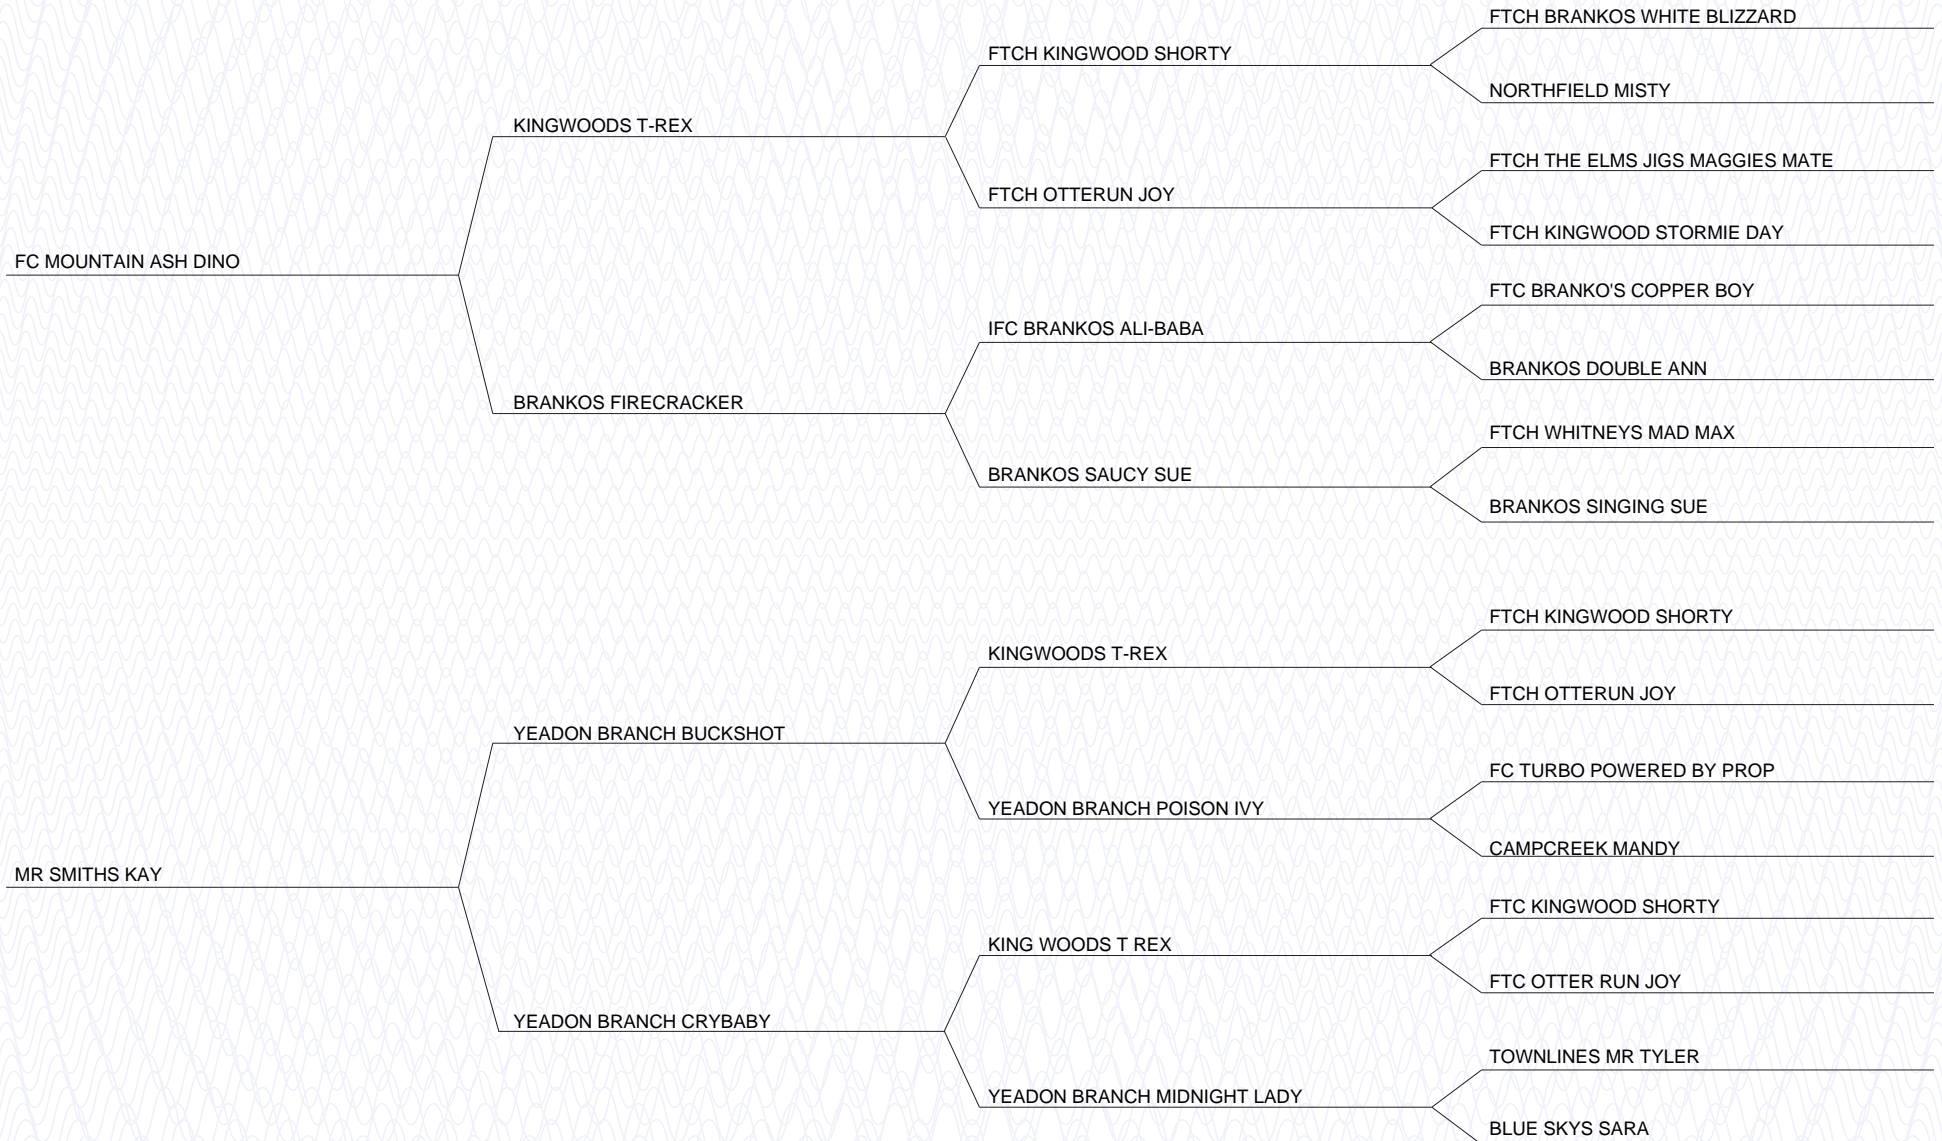 FTCH BRANKOS WHITE BLIZZARD
FTCH KINGWOOD SHORTY
NORTHFIELD MISTY
KINGWOODS T-REX
FTCH THE ELMS JIGS MAGGIES MATE
FTCH OTTERUN JOY
FTCH KINGWOOD STORMIE DAY
FC MOUNTAIN ASH DINO
FTC BRANKO'S COPPER BOY
IFC BRANKOS ALI-BABA
BRANKOS DOUBLE ANN
BRANKOS FIRECRACKER
FTCH WHITNEYS MAD MAX
BRANKOS SAUCY SUE
BRANKOS SINGING SUE
FTCH KINGWOOD SHORTY
KINGWOODS T-REX
FTCH OTTERUN JOY
YEADON BRANCH BUCKSHOT
FC TURBO POWERED BY PROP
YEADON BRANCH POISON IVY
CAMPCREEK MANDY
MR SMITHS KAY
FTC KINGWOOD SHORTY
KING WOODS T REX
FTC OTTER RUN JOY
YEADON BRANCH CRYBABY
TOWNLINES MR TYLER
YEADON BRANCH MIDNIGHT LADY
BLUE SKYS SARA